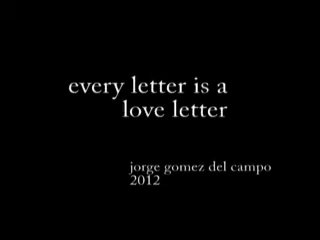 every letter is a
love letter
jorge gomez del campo
2012